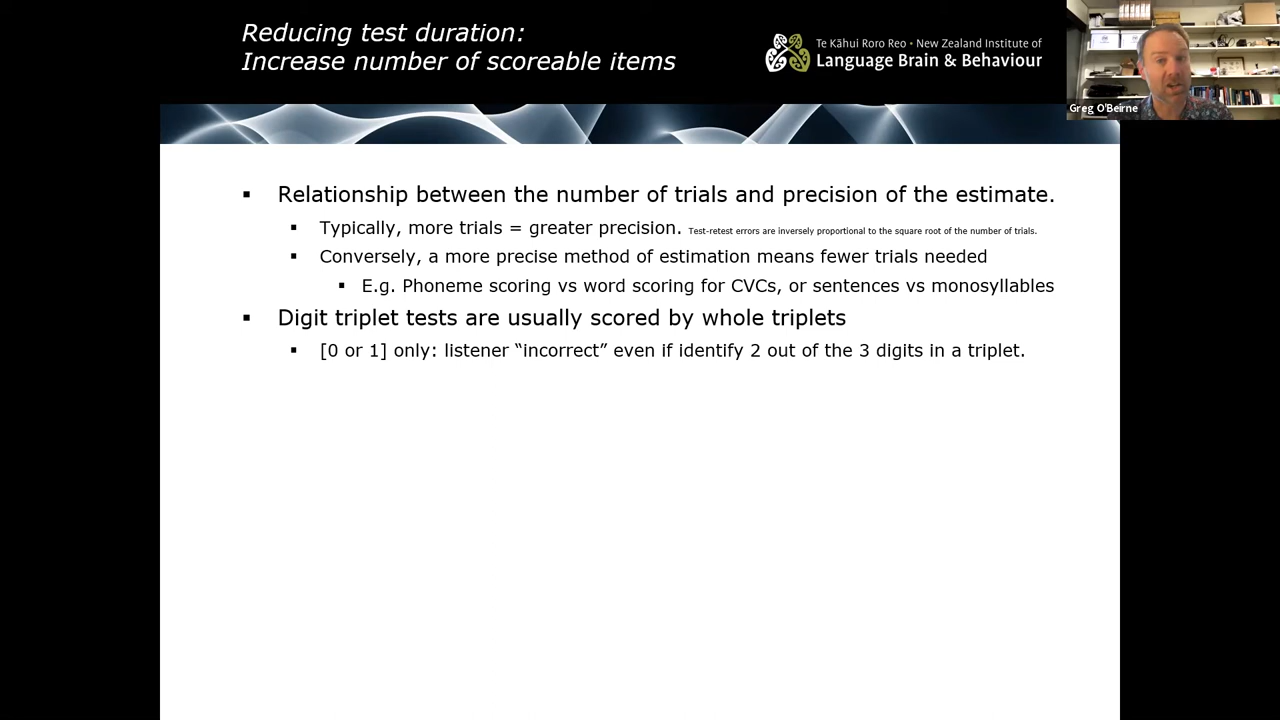 Reducing test duration:
Increase number of scoreable items
Te Kāhui Roro Reo • New Zealand Institute of
Language Brain & Behaviour
Greg O'Beirne
▪ Relationship between the number of trials and precision of the estimate.
▪ Typically, more trials = greater precision. Test-retest errors are inversely proportional to the square root of the number of trials.
▪ Conversely, a more precise method of estimation means fewer trials needed
▪ E.g. Phoneme scoring vs word scoring for CVCs, or sentences vs monosyllables
▪ Digit triplet tests are usually scored by whole triplets
▪ [0 or 1] only: listener “incorrect” even if identify 2 out of the 3 digits in a triplet.